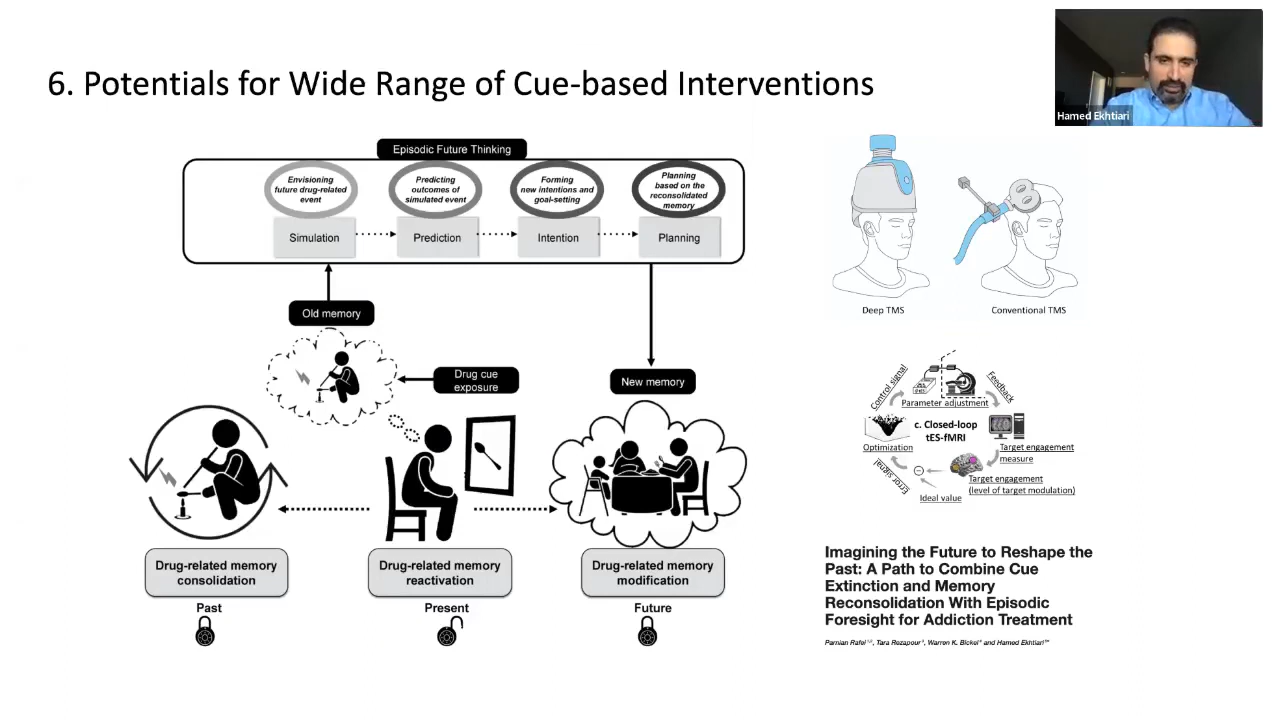 6. Potentials for Wide Range of Cue-based Interventions
Hamed Ekhtiari
Episodic Future Thinking
Envisioning
future drug-related
event
Predicting
outcomes of
simulated event
Forming
new intentions and
goal-setting
Planning
based on the
reconsolidated
memory
Simulation
Prediction
Intention
Planning
Old memory
Drug cue
exposure
New memory
Drug-related memory
consolidation
Drug-related memory
reactivation
Drug-related memory
modification
Past
Present
Future
Deep TMS
Conventional TMS
Control signal
Feedback
Parameter adjustment
c. Closed-loop
tES-fMRI
Optimization
Target engagement
measure
Error signal
Target engagement
(level of target modulation)
Ideal value
Imagining the Future to Reshape the
Past: A Path to Combine Cue
Extinction and Memory
Reconsolidation With Episodic
Foresight for Addiction Treatment
Parnian Rafei, Tara Rezapour, Warren K. Bickel and Hamed Ekhtiari